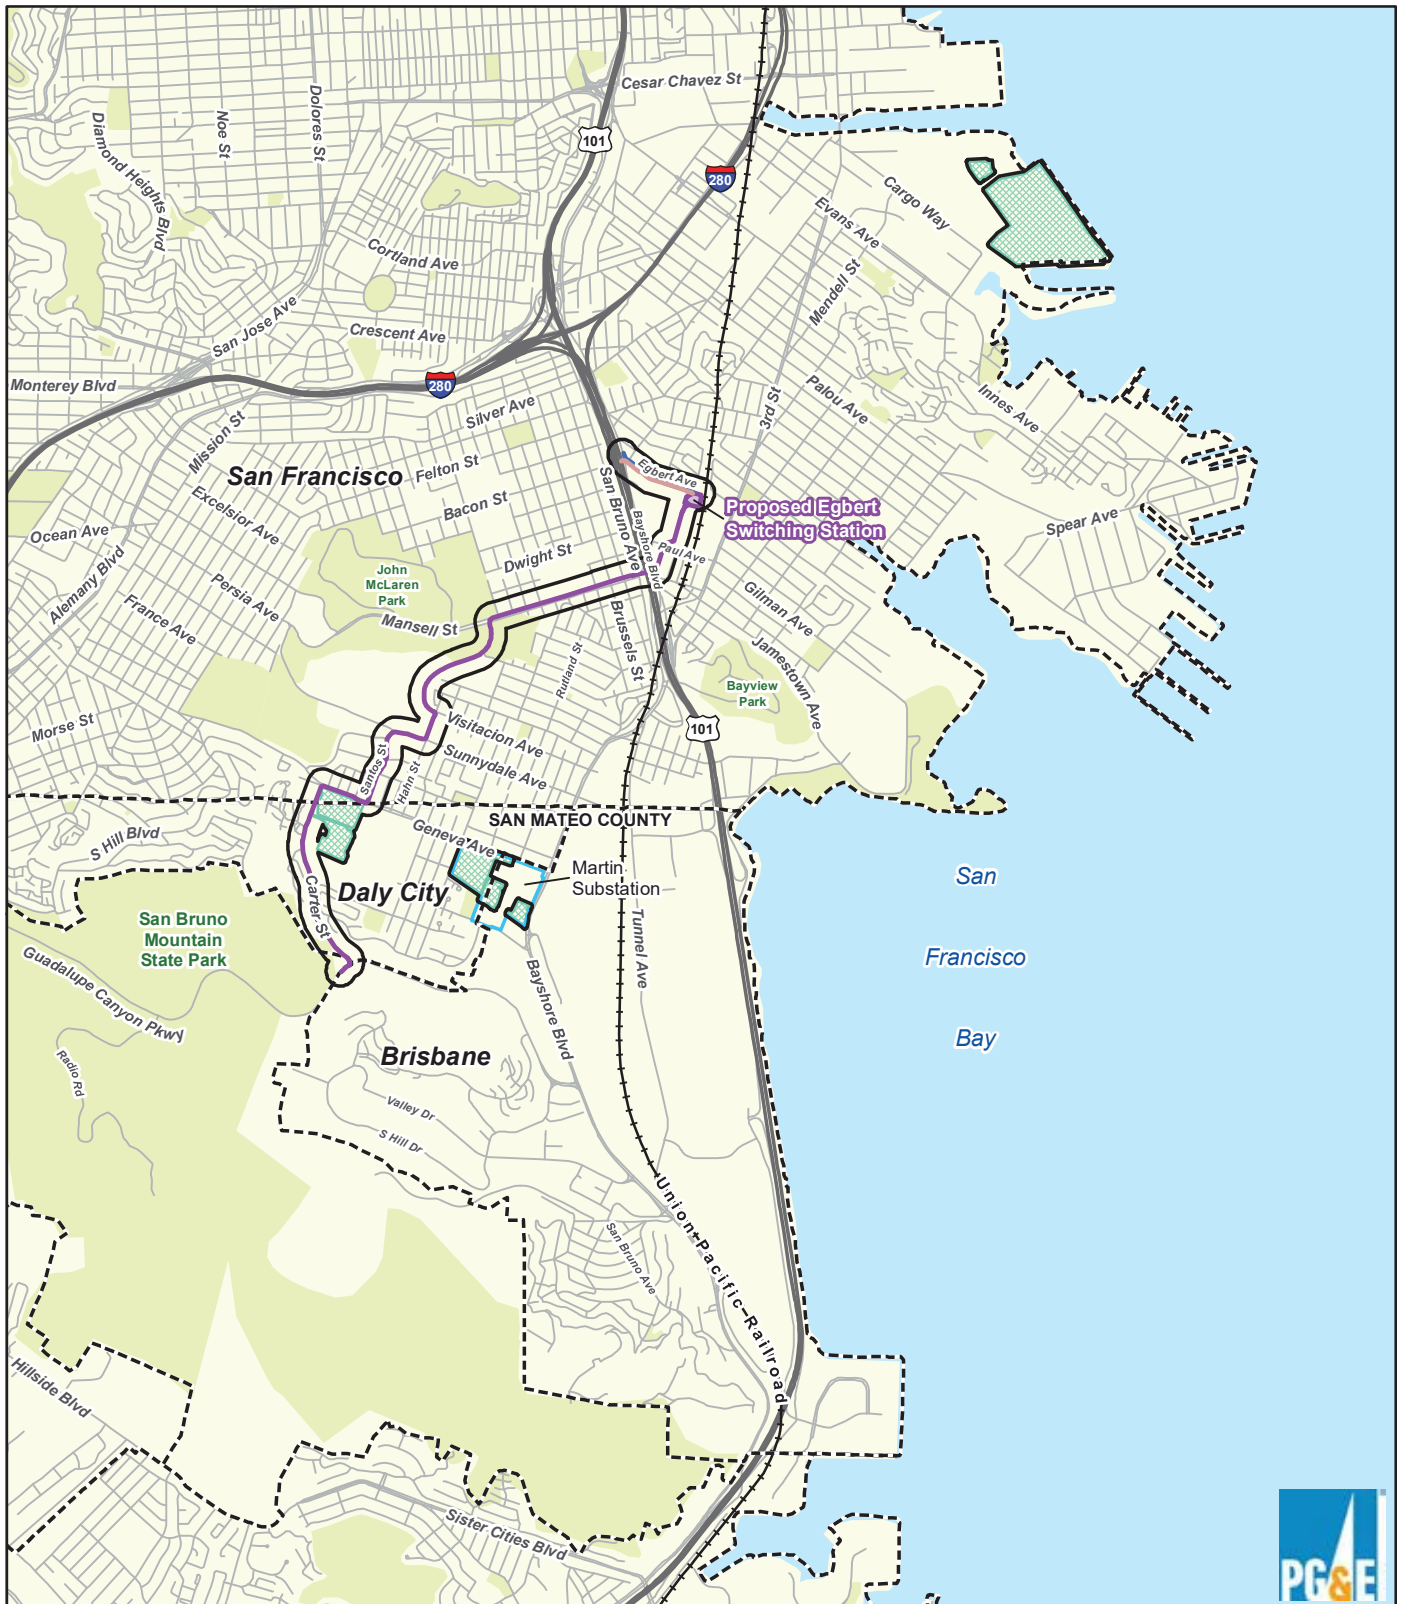 Cesar Chavez St
101
280
Diamond Heights Blvd
Noe St
Dolores St
Cargo Way
Evans Ave
Cortland Ave
Mendell St
San Jose Ave
Crescent Ave
Monterey Blvd
280
Silver Ave
3rd St
Palou Ave
Innes Ave
Mission St
San Francisco
Felton St
Egbert Ave
San Bruno Ave
Excelsior Ave
Bacon St
Proposed Egbert
Switching Station
Bayshore Blvd
Spear Ave
Ocean Ave
Alemany Blvd
Dwight St
Paul Ave
John
McLaren
Park
Persia Ave
France Ave
Mansell St
Gilman Ave
Brussels St
Rutland St
Jamestown Ave
Bayview
Park
Morse St
Visitacion Ave
101
Sunnydale Ave
Santos St
Hahn St
SAN MATEO COUNTY
S Hill Blvd
Geneva Ave
Martin
Substation
Daly City
Carter St
San
Francisco
Bay
San Bruno
Mountain
State Park
Tunnel Ave
Guadalupe Canyon Pkwy
Bayshore Blvd
Brisbane
Radio Rd
Valley Dr
S Hill Dr
Union Pacific Railroad
San Bruno Ave
Hillside Blvd
Sister Cities Blvd
PG&E